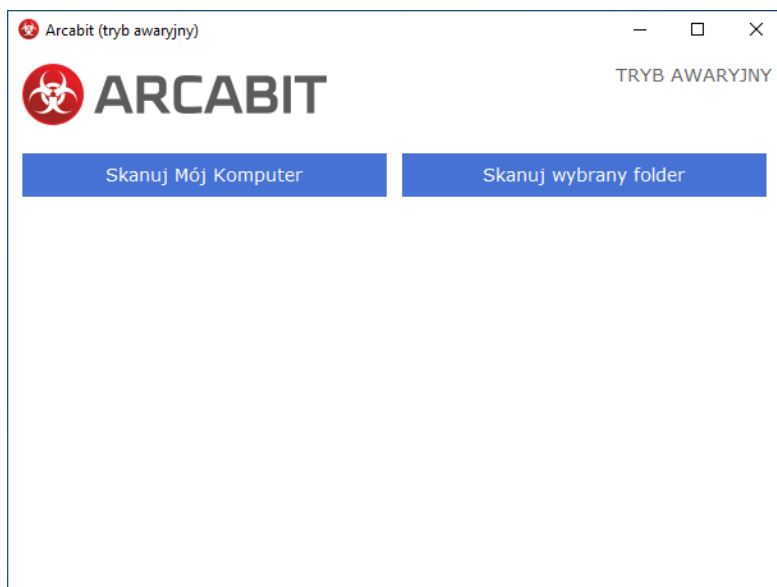 Arcabit (tryb awaryjny)
ARCABIT
TRYB AWARYJNY
Skanuj Mój Komputer
Skanuj wybrany folder